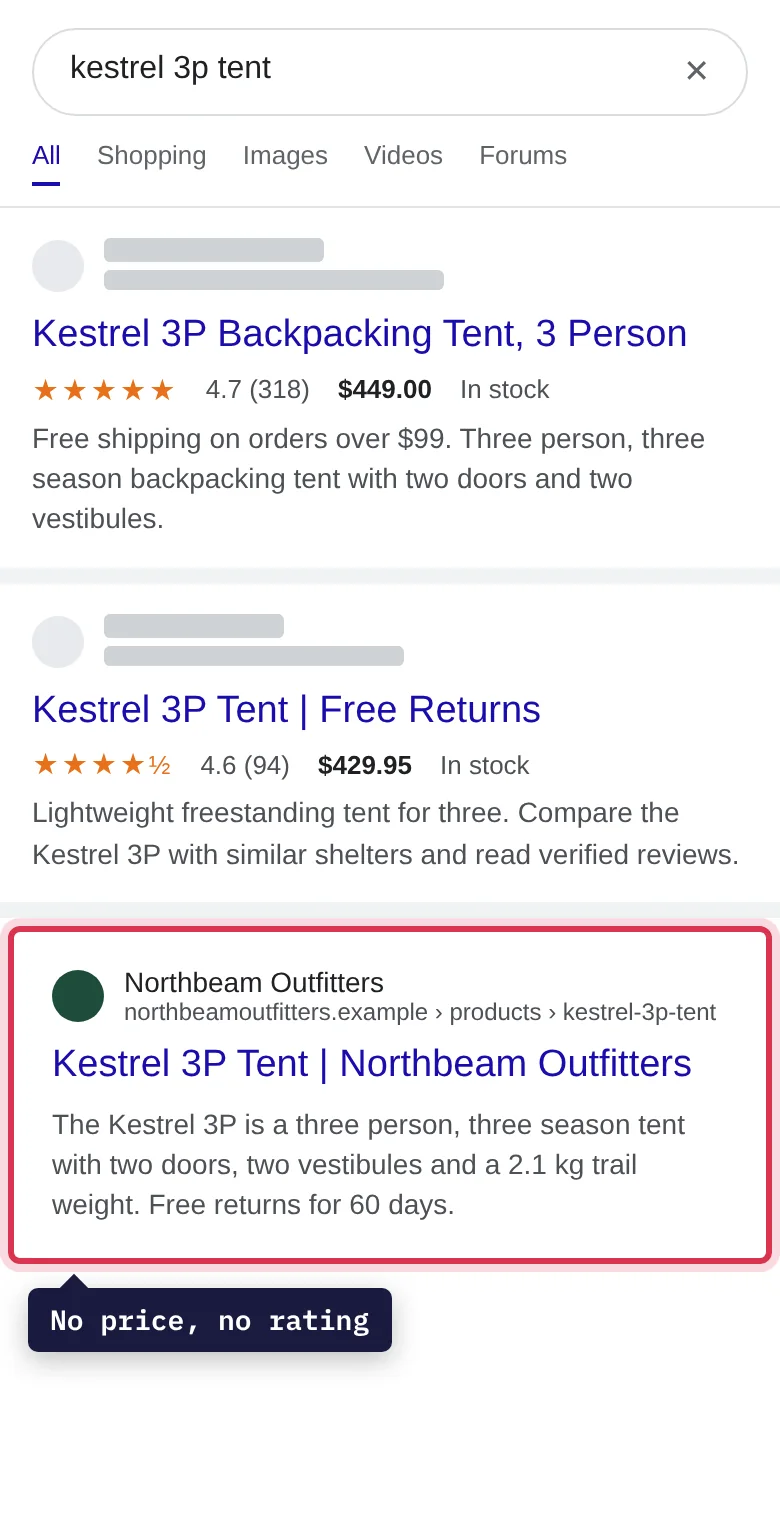 kestrel 3p tent ✕
All Shopping Images Videos Forums
Kestrel 3P Backpacking Tent, 3 Person
★★★★★ 4.7 (318) $449.00 In stock
Free shipping on orders over $99. Three person, three
season backpacking tent with two doors and two
vestibules.
Kestrel 3P Tent | Free Returns
★★★★½ 4.6 (94) $429.95 In stock
Lightweight freestanding tent for three. Compare the
Kestrel 3P with similar shelters and read verified reviews.
Northbeam Outfitters
northbeamoutfitters.example › products › kestrel-3p-tent
Kestrel 3P Tent | Northbeam Outfitters
The Kestrel 3P is a three person, three season tent
with two doors, two vestibules and a 2.1 kg trail
weight. Free returns for 60 days.
No price, no rating